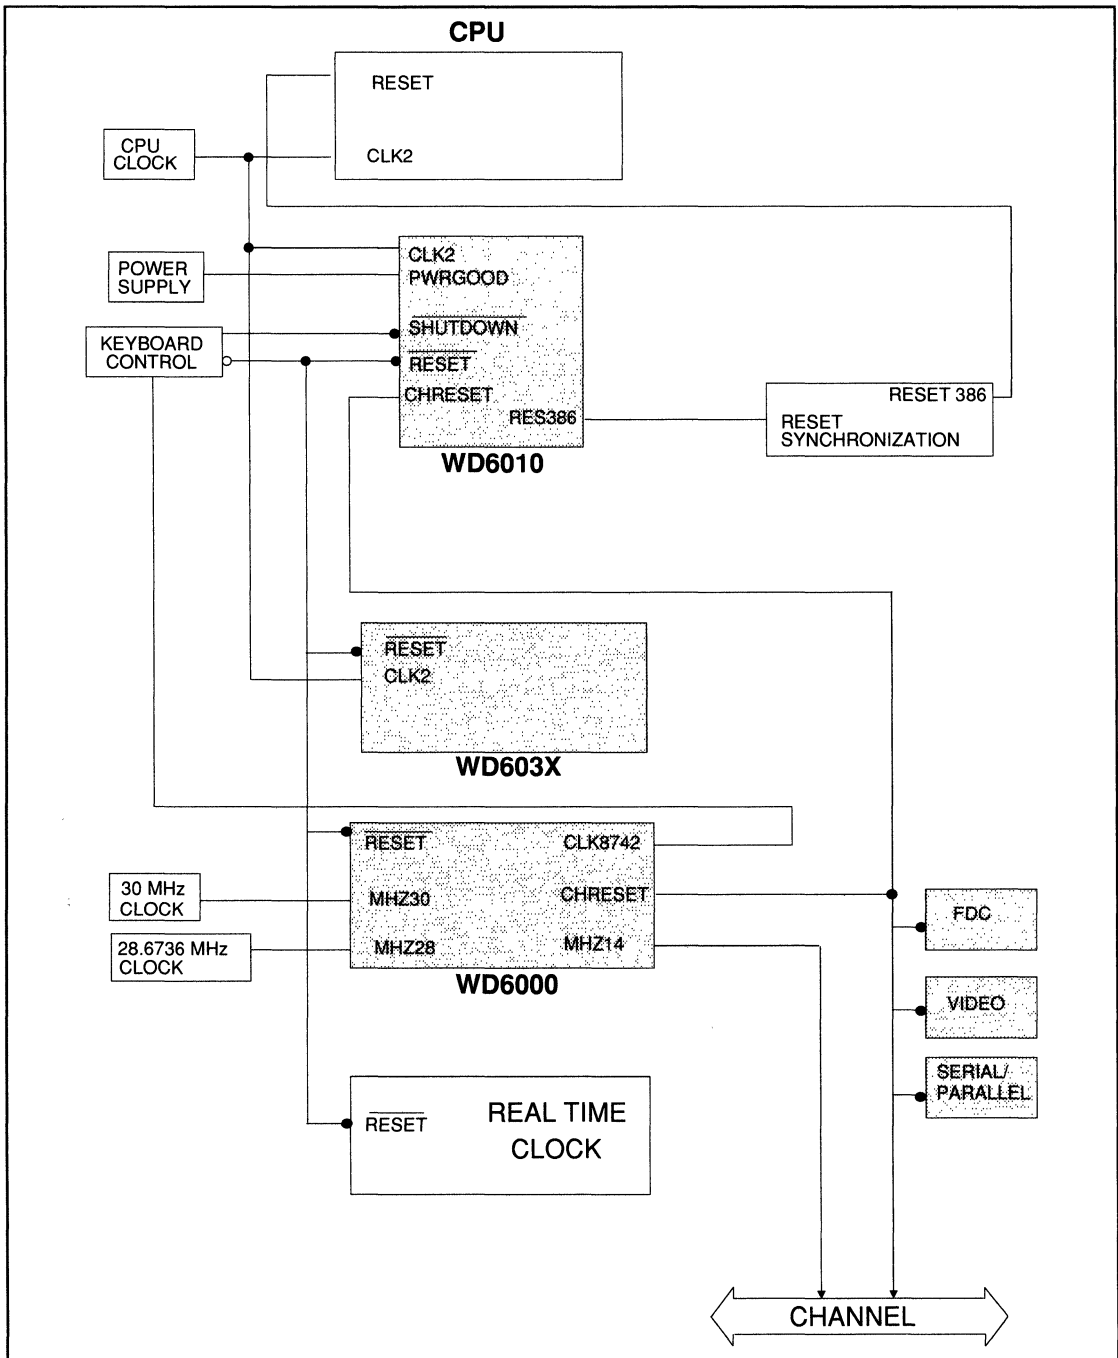 CPU
RESET
CPU
CLOCK
CLK2
POWER
SUPPLY
CLK2
PWRGOOD
KEYBOARD
CONTROL
SHUTDOWN
RESET
CHRESET
RES386
WD6010
RESET 386
RESET
SYNCHRONIZATION
RESET
CLK2
WD603X
RESET
CLK8742
30 MHz
CLOCK
MHZ30
CHRESET
28.6736 MHz
CLOCK
MHZ28
MHZ14
WD6000
FDC
VIDEO
SERIAL/
PARALLEL
RESET
REAL TIME
CLOCK
CHANNEL